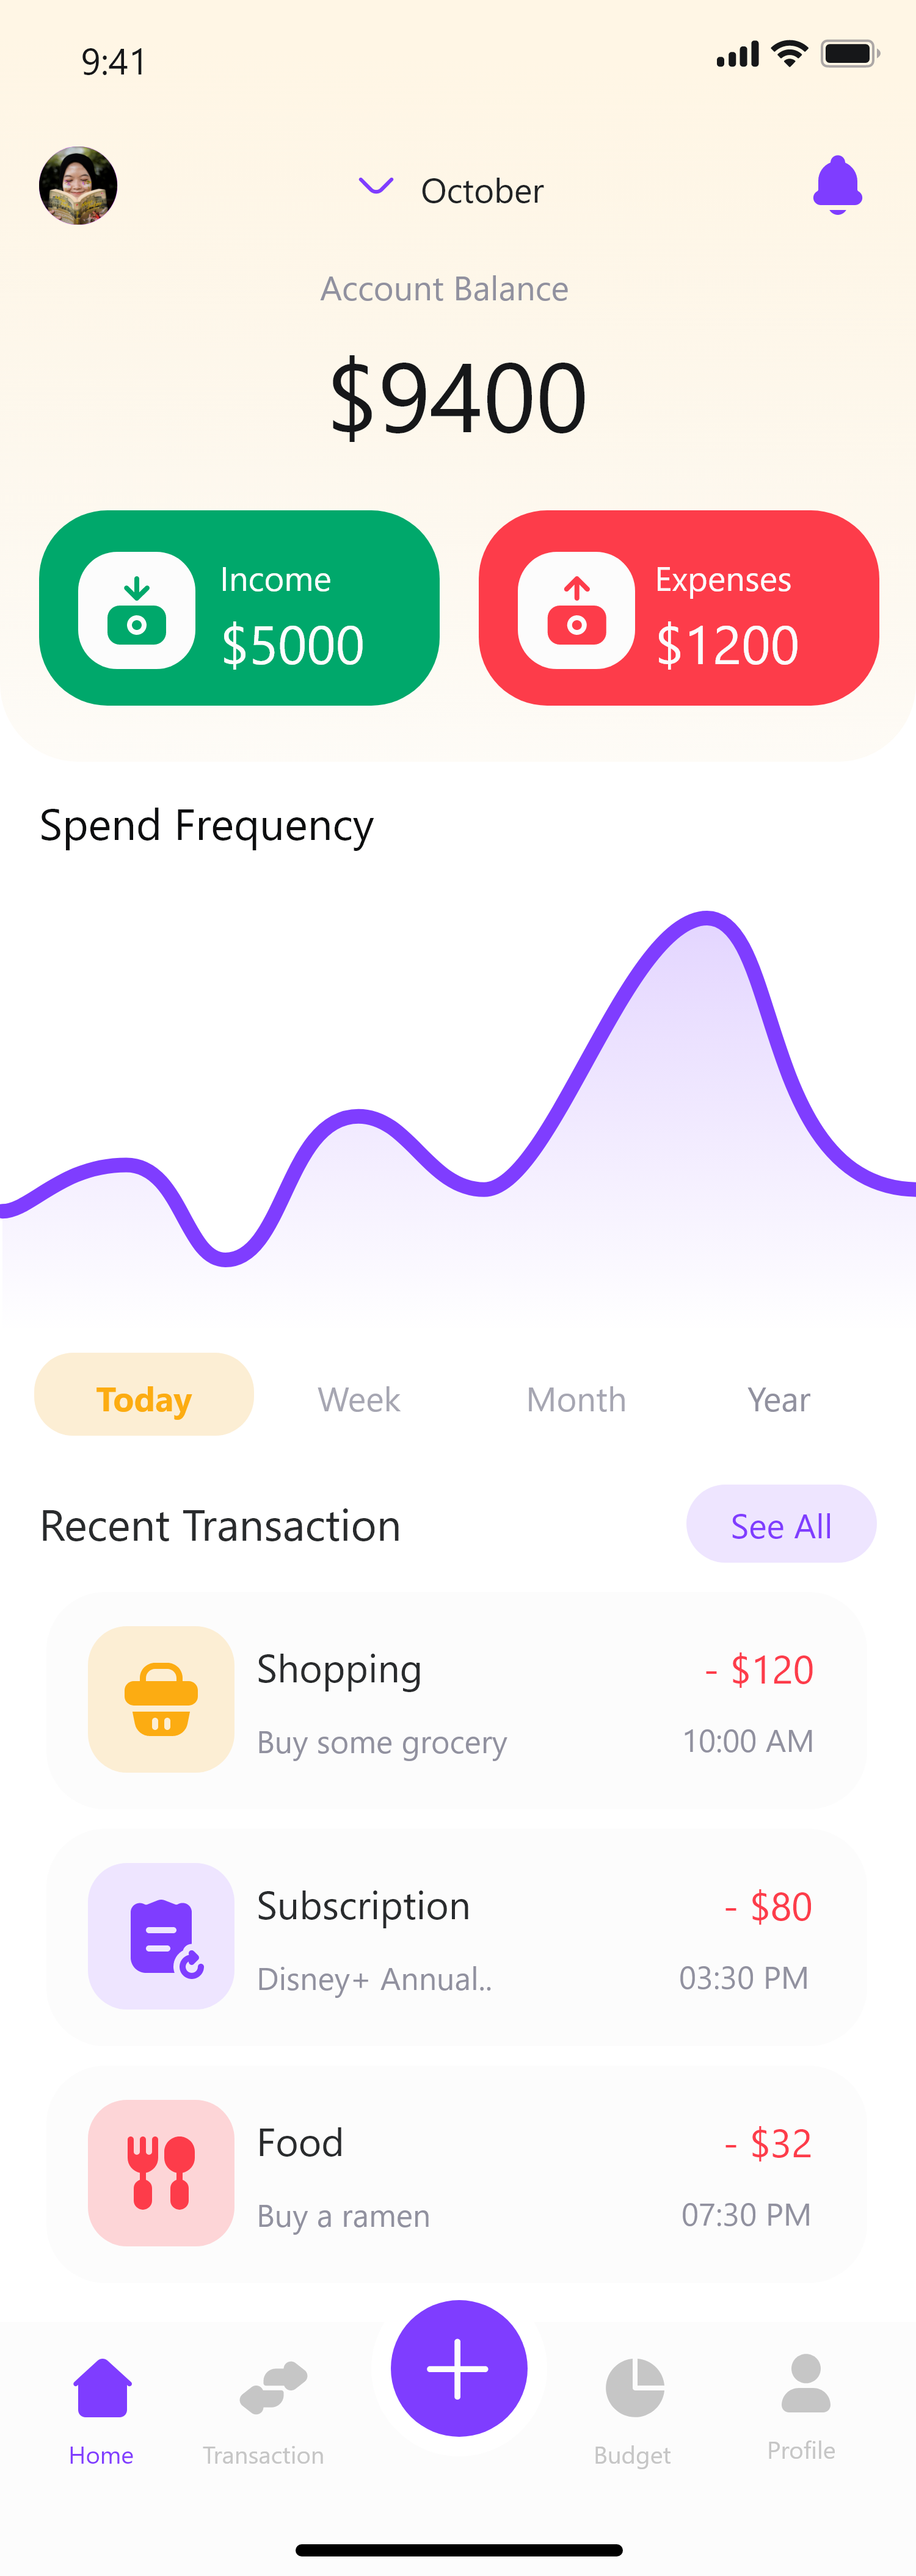 9:41
October
Account Balance
$9400
Income
$5000
Expenses
$1200
Spend Frequency
Today
Week
Month
Year
Recent Transaction
See All
Shopping
- $120
Buy some grocery
10:00 AM
Subscription
- $80
Disney+ Annual..
03:30 PM
Food
- $32
Buy a ramen
07:30 PM
Home
Transaction
Budget
Profile